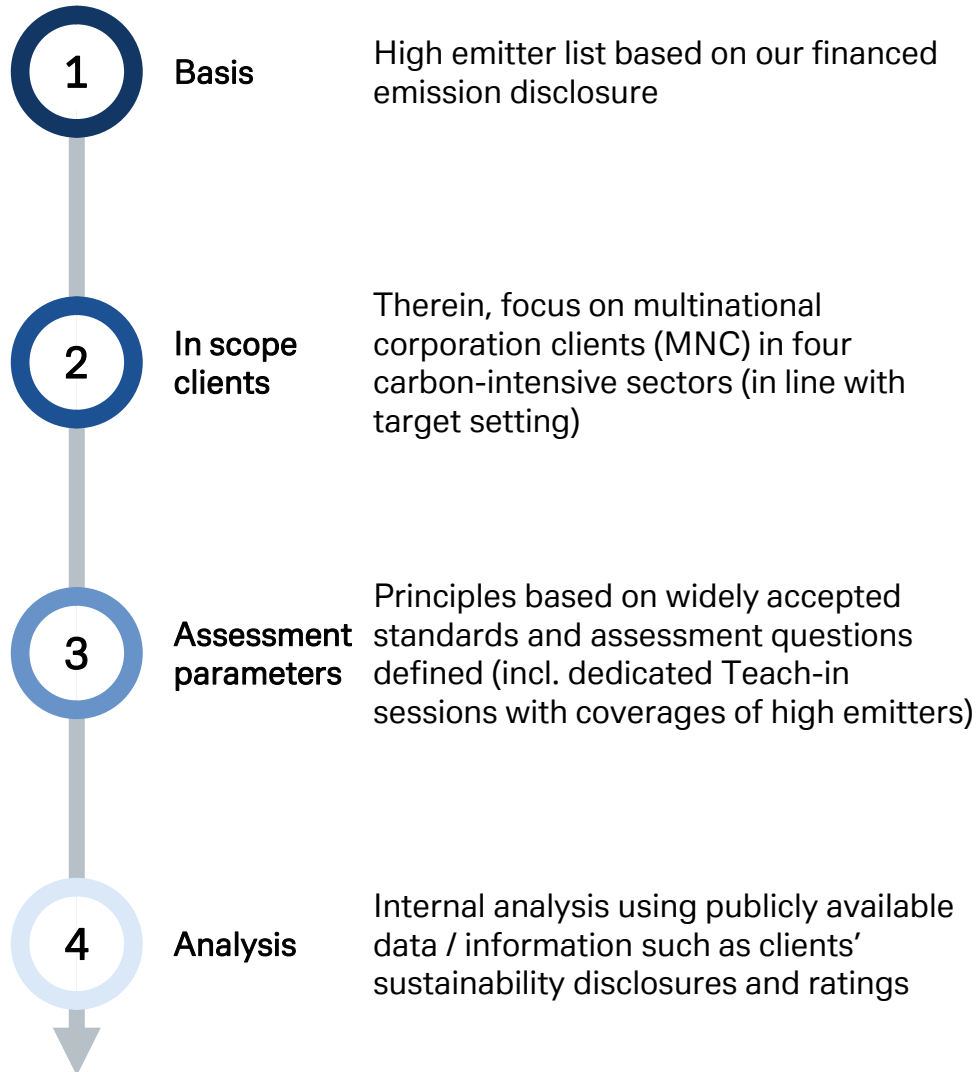 1
Basis
High emitter list based on our financed
emission disclosure
2
In scope
clients
Therein, focus on multinational
corporation clients (MNC) in four
carbon-intensive sectors (in line with
target setting)
3
Assessment
parameters
Principles based on widely accepted
standards and assessment questions
defined (incl. dedicated Teach-in
sessions with coverages of high emitters)
4
Analysis
Internal analysis using publicly available
data / information such as clients’
sustainability disclosures and ratings